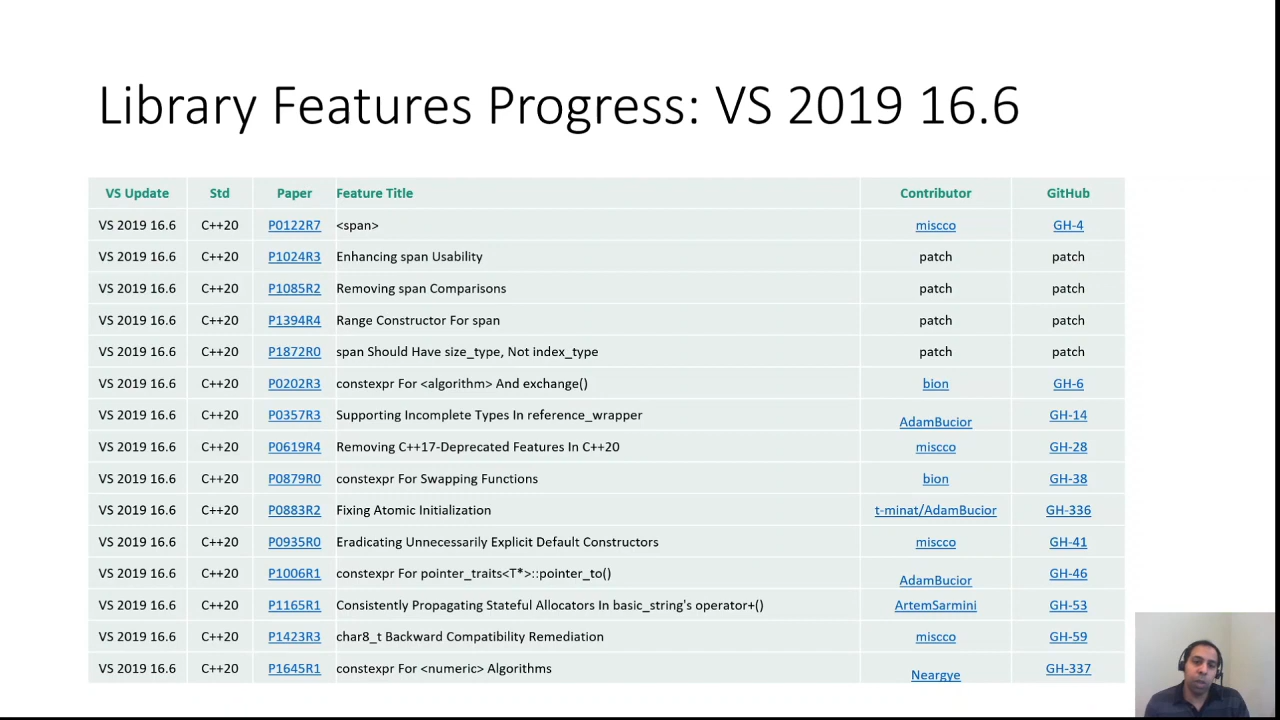 Library Features Progress: VS 2019 16.6
VS Update Std Paper Feature Title Contributor GitHub
VS 2019 16.6 C++20 P0122R7 <span> miscco GH-4
VS 2019 16.6 C++20 P1024R3 Enhancing span Usability patch patch
VS 2019 16.6 C++20 P1085R2 Removing span Comparisons patch patch
VS 2019 16.6 C++20 P1394R4 Range Constructor For span patch patch
VS 2019 16.6 C++20 P1872R0 span Should Have size_type, Not index_type patch patch
VS 2019 16.6 C++20 P0202R3 constexpr For <algorithm> And exchange() bion GH-6
VS 2019 16.6 C++20 P0357R3 Supporting Incomplete Types In reference_wrapper AdamBucior GH-14
VS 2019 16.6 C++20 P0619R4 Removing C++17-Deprecated Features In C++20 miscco GH-28
VS 2019 16.6 C++20 P0879R0 constexpr For Swapping Functions bion GH-38
VS 2019 16.6 C++20 P0883R2 Fixing Atomic Initialization t-minat/AdamBucior GH-336
VS 2019 16.6 C++20 P0935R0 Eradicating Unnecessarily Explicit Default Constructors miscco GH-41
VS 2019 16.6 C++20 P1006R1 constexpr For pointer_traits<T*>::pointer_to() AdamBucior GH-46
VS 2019 16.6 C++20 P1165R1 Consistently Propagating Stateful Allocators In basic_string's operator+() ArtemSarmini GH-53
VS 2019 16.6 C++20 P1423R3 char8_t Backward Compatibility Remediation miscco GH-59
VS 2019 16.6 C++20 P1645R1 constexpr For <numeric> Algorithms Neargye GH-337